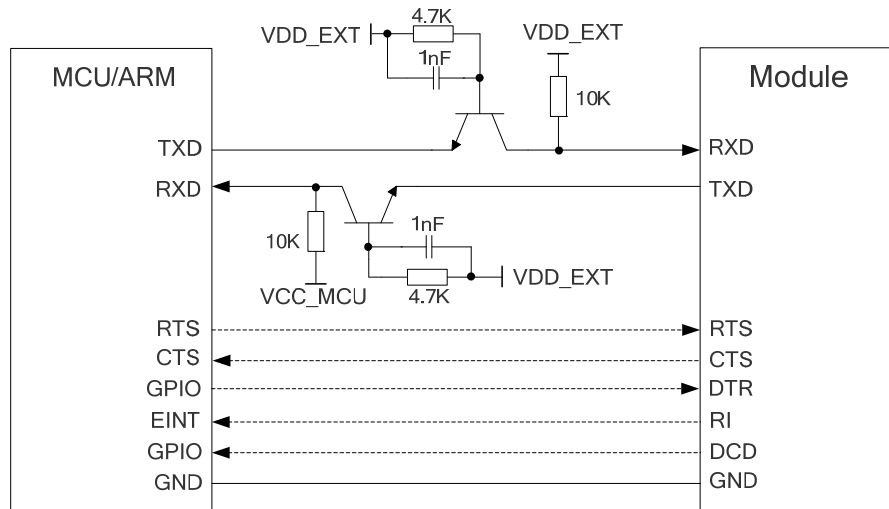 4.7K
VDD_EXT
1nF
VDD_EXT
10K
MCU/ARM
Module
TXD
RXD
RXD
TXD
10K
1nF
4.7K
VDD_EXT
VCC_MCU
RTS
RTS
CTS
CTS
GPIO
DTR
EINT
RI
GPIO
DCD
GND
GND